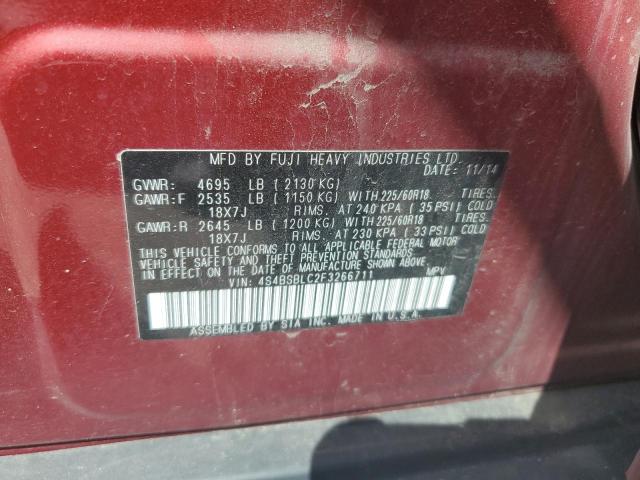 MFD BY FUJI HEAVY INDUSTRIES LTD.
DATE: 11/14
GVWR: 4695 LB ( 2130 KG)
GAWR:F 2535 LB ( 1150 KG) WITH 225/60R18 TIRES.
18X7J RIMS. AT 240 KPA ( 35 PSI) COLD
GAWR:R 2645 LB ( 1200 KG) WITH 225/60R18 TIRES.
18X7J RIMS. AT 230 KPA ( 33 PSI) COLD
THIS VEHICLE CONFORMS TO ALL APPLICABLE FEDERAL MOTOR
VEHICLE SAFETY AND THEFT PREVENTION STANDARDS
IN EFFECT ON THE DATE OF MANUFACTURE SHOWN
ABOVE.
VIN: 4S4BSBLC2F3266711 MPV
ASSEMBLED BY SIA INC. MADE IN U.S.A.